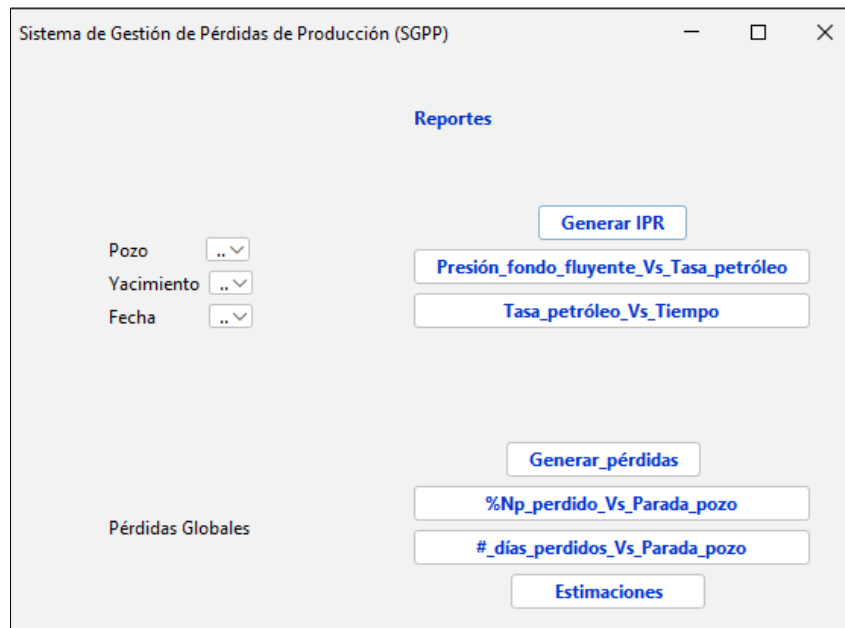 Sistema de Gestión de Pérdidas de Producción (SGPP)
Reportes
Generar IPR
Pozo ..
Presión_fondo_fluyente_Vs_Tasa_petróleo
Yacimiento ..
Tasa_petróleo_Vs_Tiempo
Fecha ..
Generar_pérdidas
%Np_perdido_Vs_Parada_pozo
Pérdidas Globales
#_días_perdidos_Vs_Parada_pozo
Estimaciones